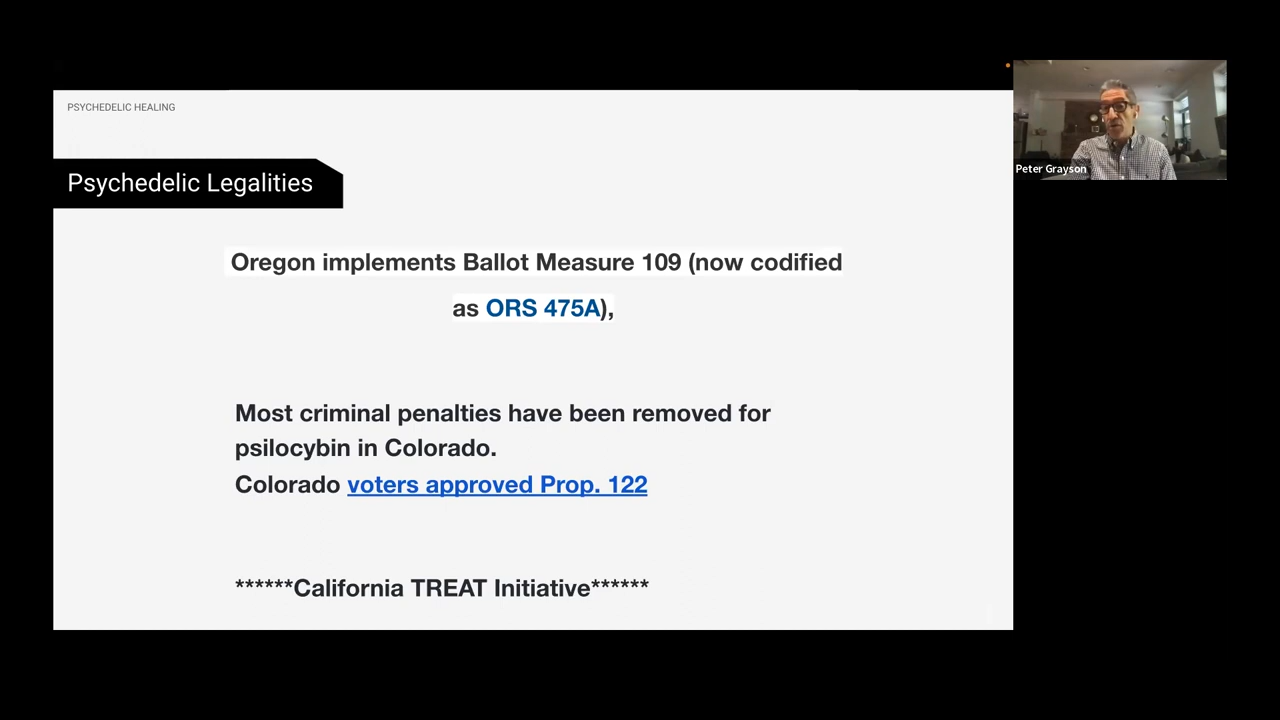 PSYCHEDELIC HEALING
Psychedelic Legalities
Oregon implements Ballot Measure 109 (now codified
as ORS 475A),
Most criminal penalties have been removed for
psilocybin in Colorado.
Colorado voters approved Prop. 122
******California TREAT Initiative******
Peter Grayson